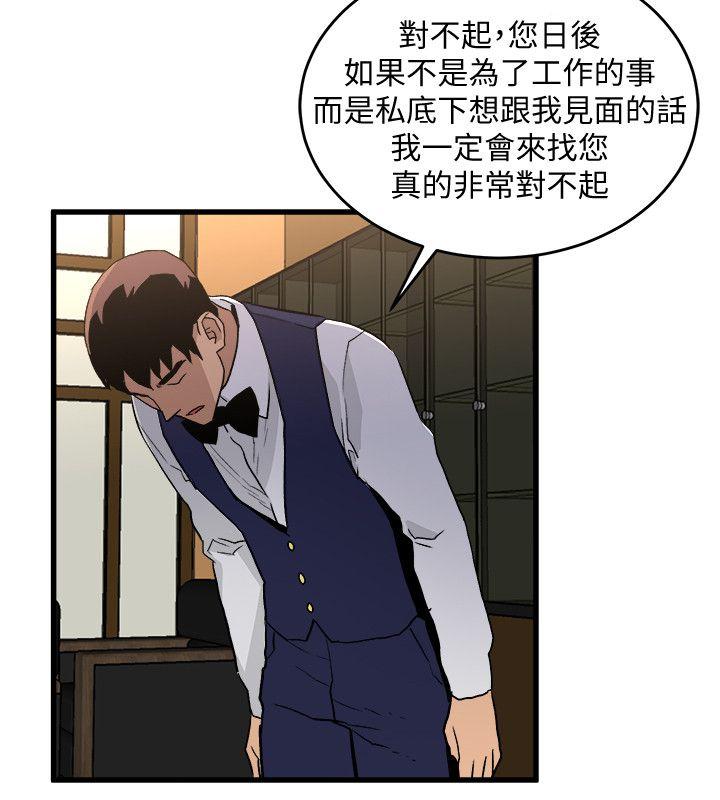 對不起，您日後
如果不是為了工作的事
而是私底下想跟我見面的話
我一定會來找您
真的非常對不起